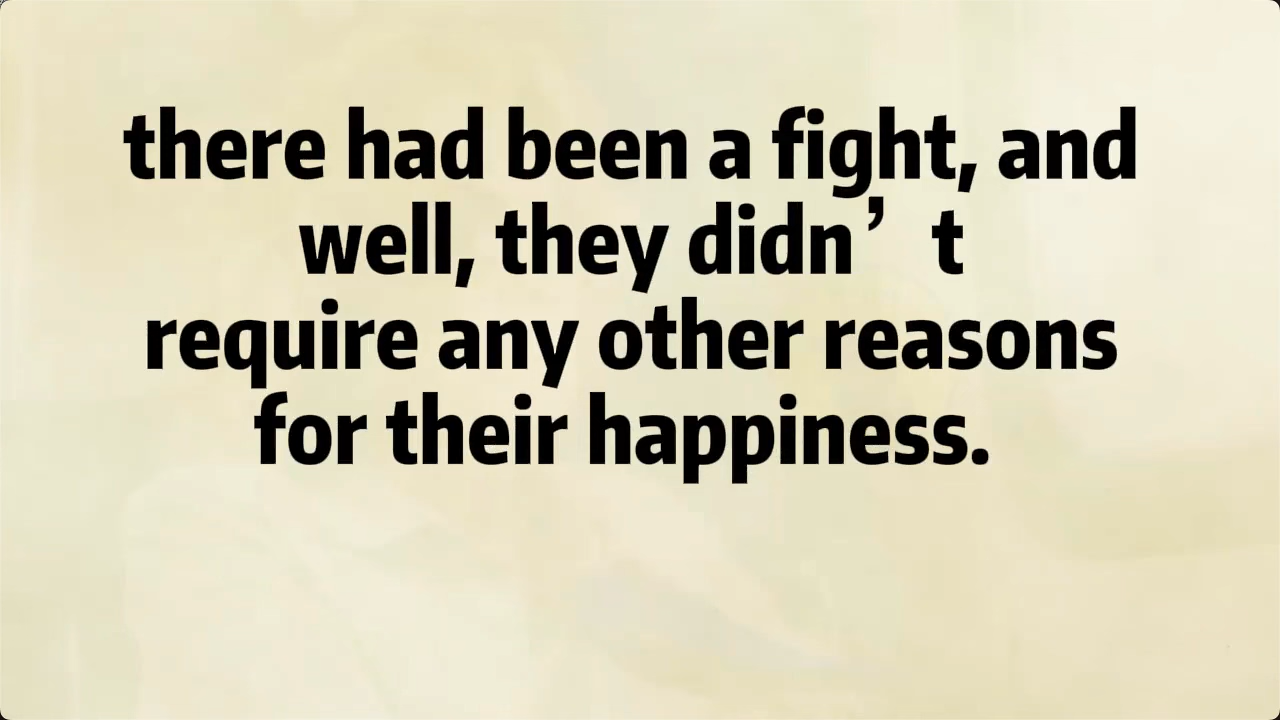 there had been a fight, and
well, they didn’t
require any other reasons
for their happiness.